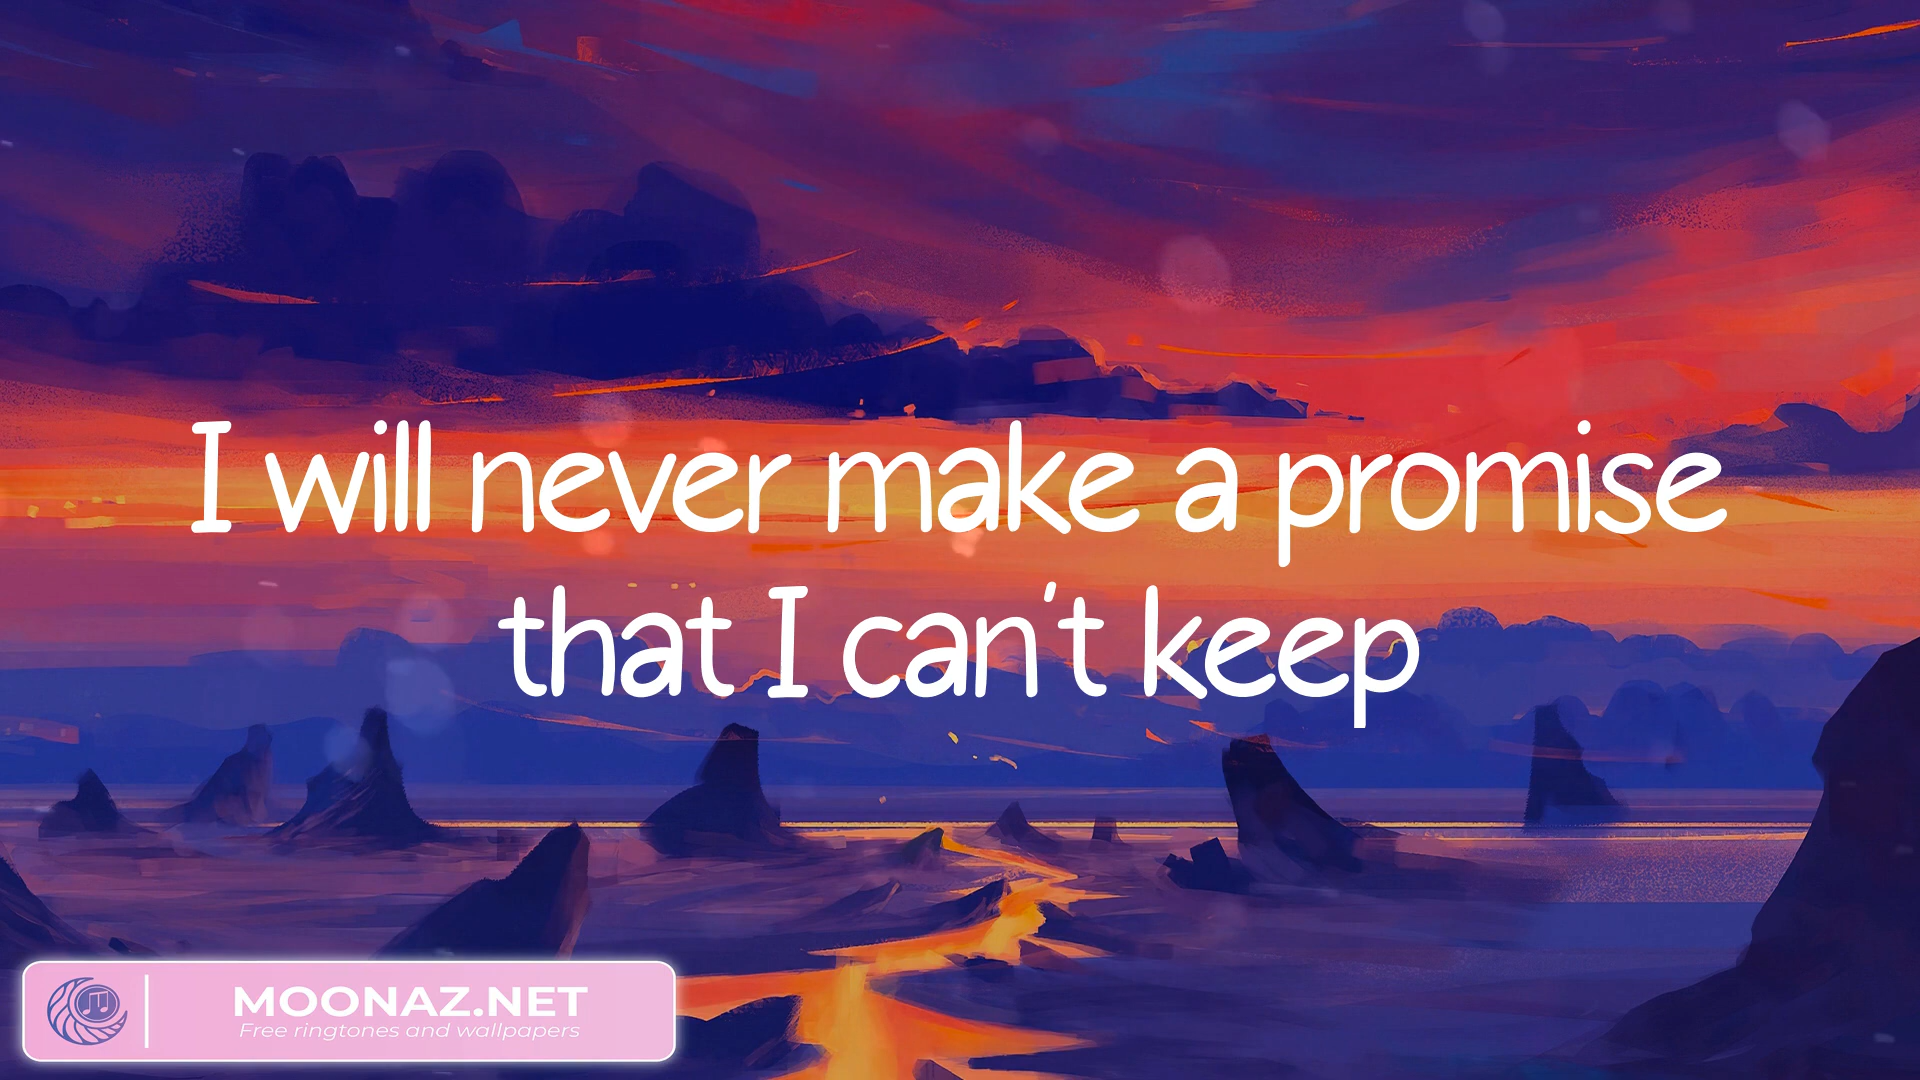 I will never make a promise
that I can't keep
MOONAZ.NET
Free ringtones and wallpapers